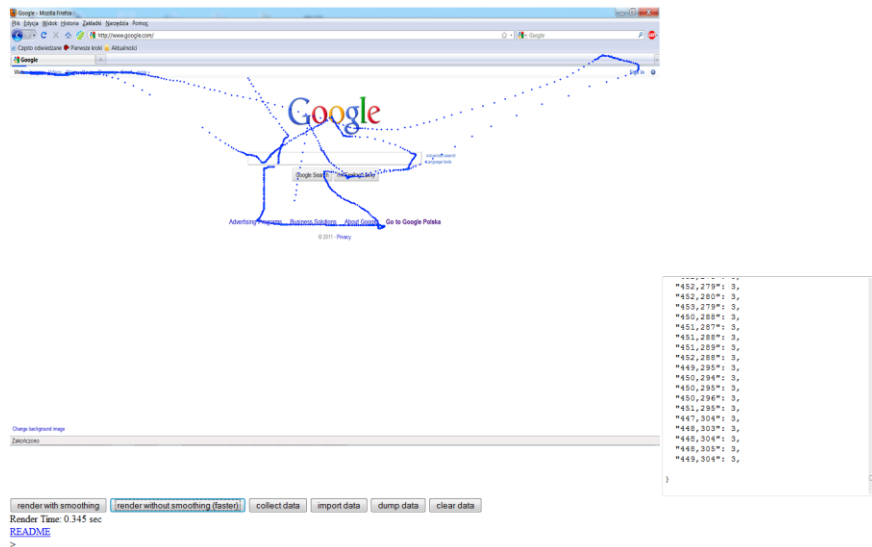 Google - Mozilla Firefox
Plik Edycja Widok Historia Zakładki Narzędzia Pomoc
http://www.google.com/
Google
Często odwiedzane Pierwsze kroki Aktualności
Google
Sign in
Google
Advanced search
Language tools
Google Search
Advertising Programs Business Solutions About Google Go to Google Polska
© 2011 - Privacy
"452,279": 3,
"452,280": 3,
"453,279": 3,
"450,288": 3,
"451,287": 3,
"451,288": 3,
"451,289": 3,
"452,288": 3,
"449,295": 3,
"450,294": 3,
"450,295": 3,
"450,296": 3,
"451,295": 3,
"447,304": 3,
"448,303": 3,
"448,304": 3,
"448,305": 3,
"449,304": 3,
}
Change background image
Zakończono
render with smoothing render without smoothing (faster) collect data import data dump data clear data
Render Time: 0.345 sec
README
>